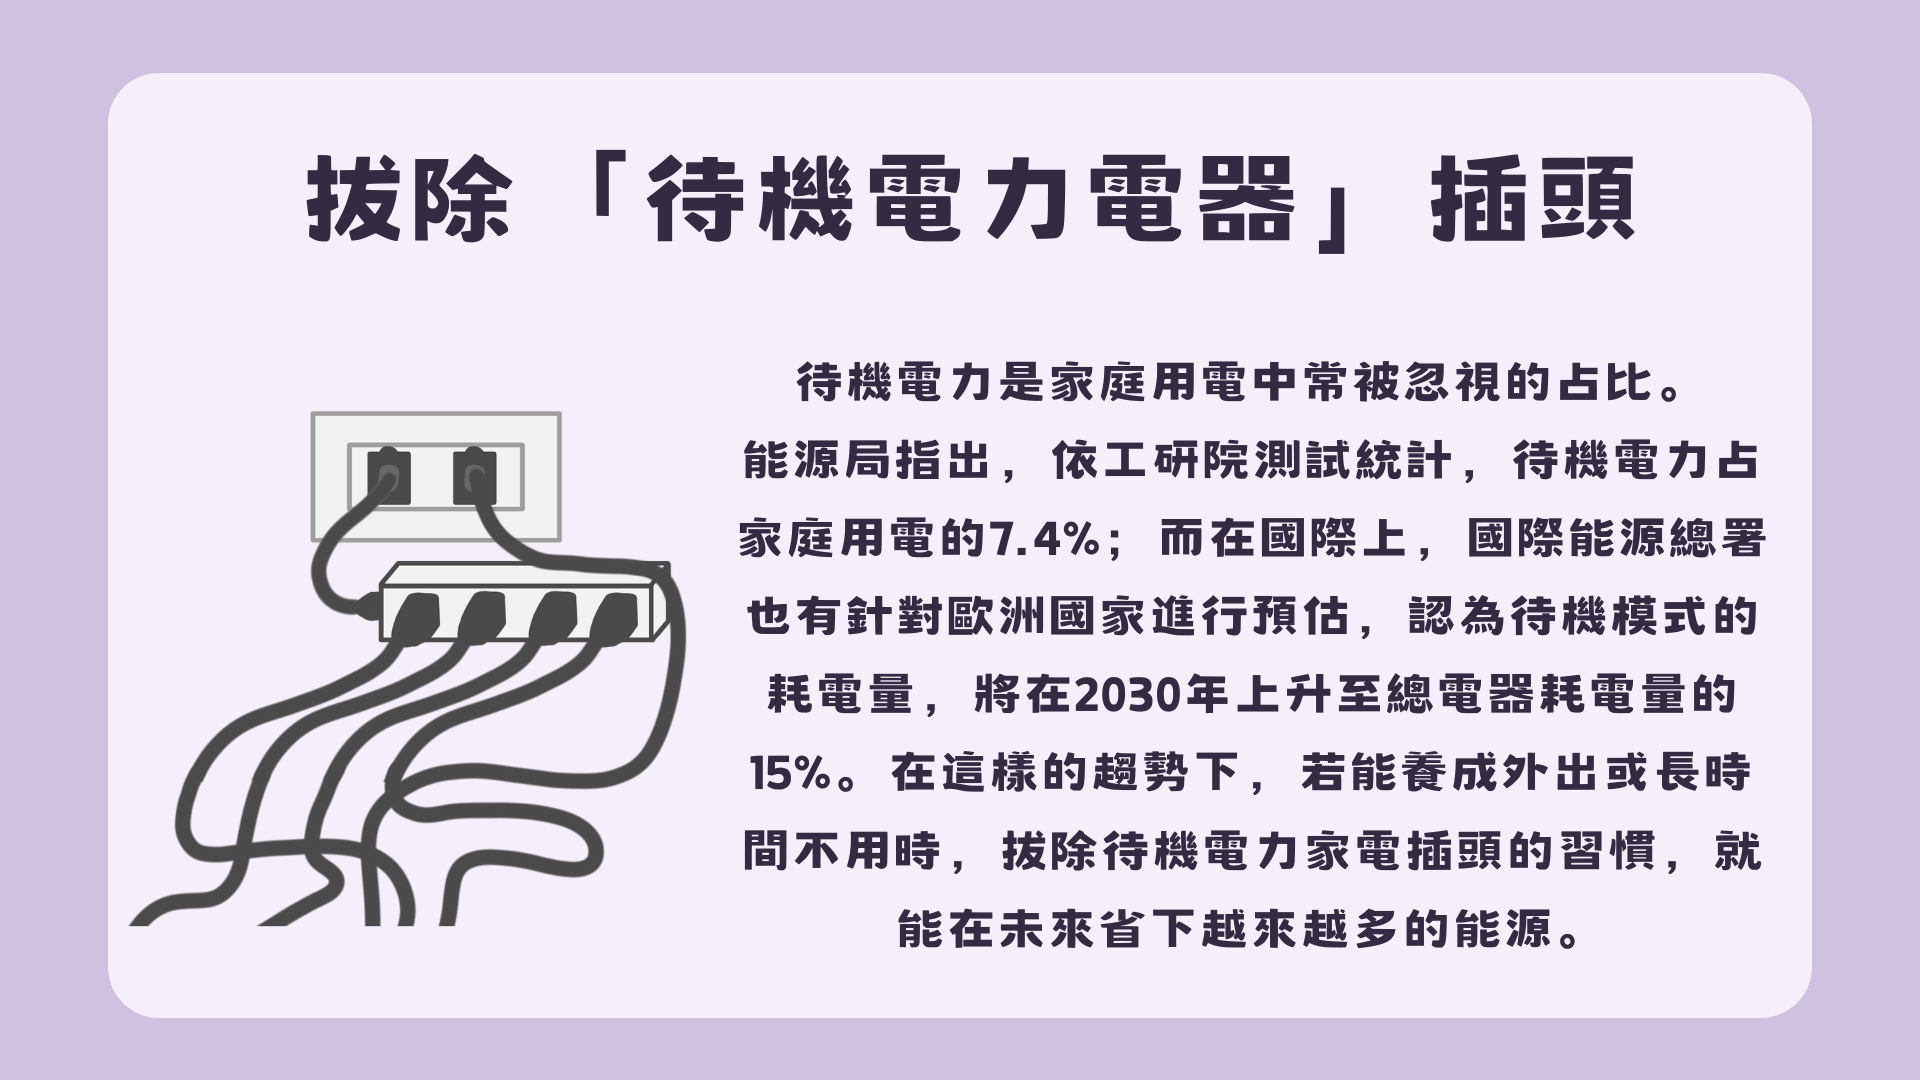 拔除「待機電力電器」插頭
待機電力是家庭用電中常被忽視的占比。
能源局指出，依工研院測試統計，待機電力占
家庭用電的7.4%；而在國際上，國際能源總署
也有針對歐洲國家進行預估，認為待機模式的
耗電量，將在2030年上升至總電器耗電量的
15%。在這樣的趨勢下，若能養成外出或長時
間不用時，拔除待機電力家電插頭的習慣，就
能在未來省下越來越多的能源。